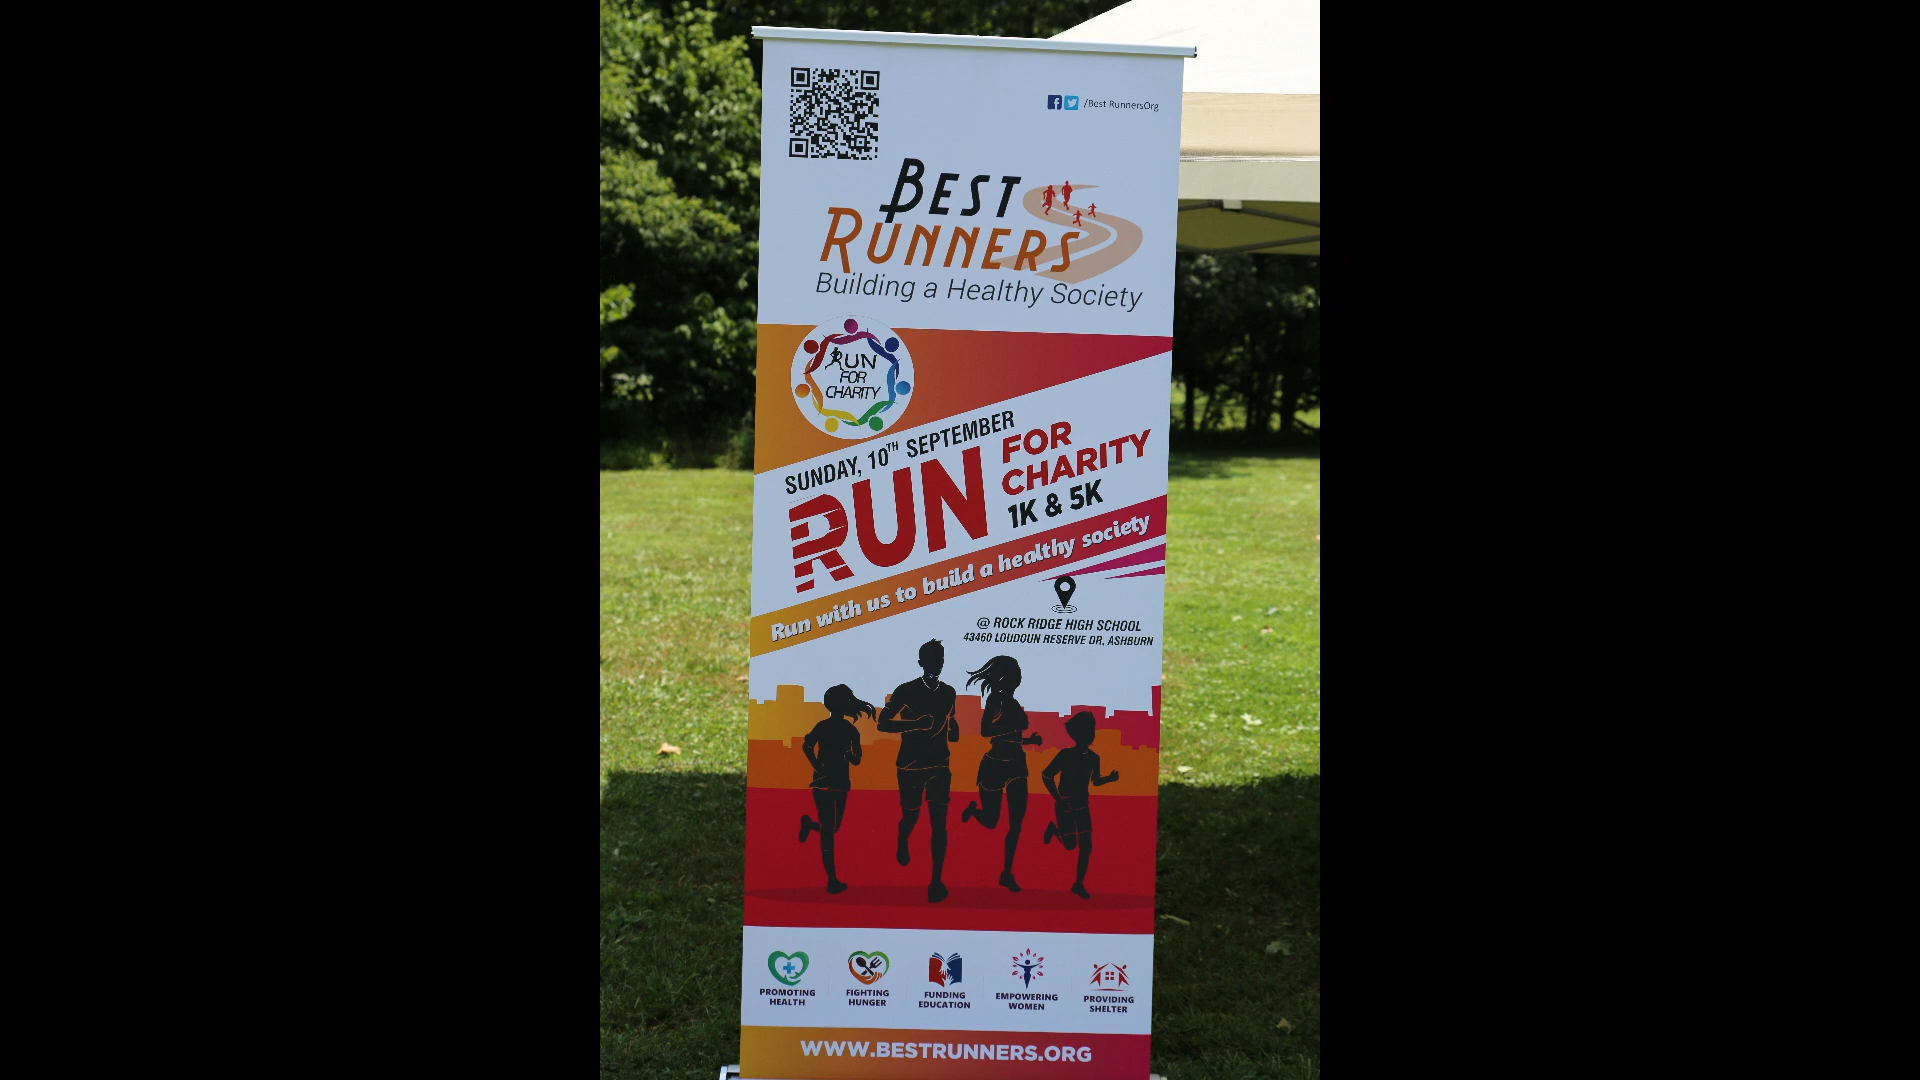 /Best RunnersOrg
BEST
RUNNERS
Building a Healthy Society
RUN
FOR
CHARITY
SUNDAY, 10TH SEPTEMBER
RUN
FOR
CHARITY
1K & 5K
Run with us to build a healthy society
@ ROCK RIDGE HIGH SCHOOL
43460 LOUDOUN RESERVE DR, ASHBURN
PROMOTING
HEALTH
FIGHTING
HUNGER
FUNDING
EDUCATION
EMPOWERING
WOMEN
PROVIDING
SHELTER
WWW.BESTRUNNERS.ORG